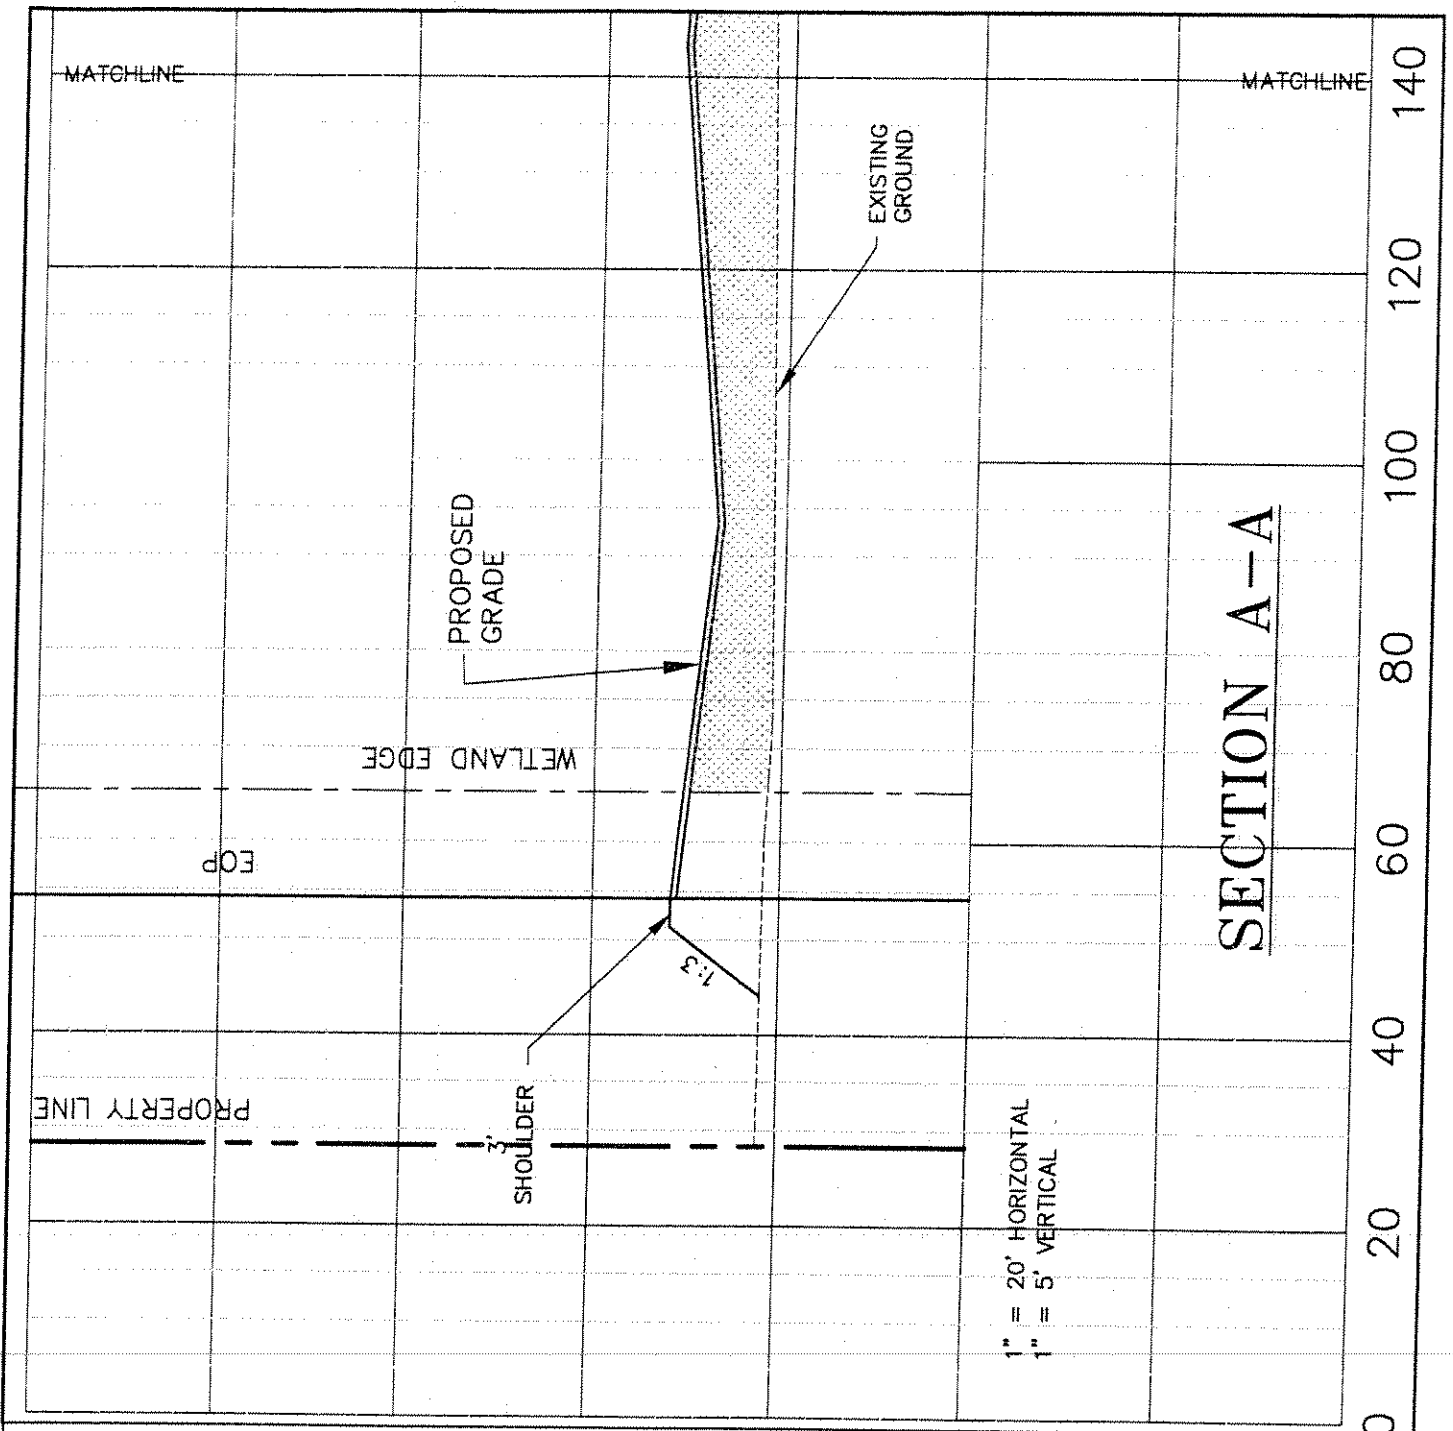 MATCHLINE
MATCHLINE
PROPERTY LINE
EOP
WETLAND EDGE
PROPOSED
GRADE
EXISTING
GROUND
3'
SHOULDER
1:3
1" = 20' HORIZONTAL
1" = 5' VERTICAL
SECTION A-A
0
20
40
60
80
100
120
140